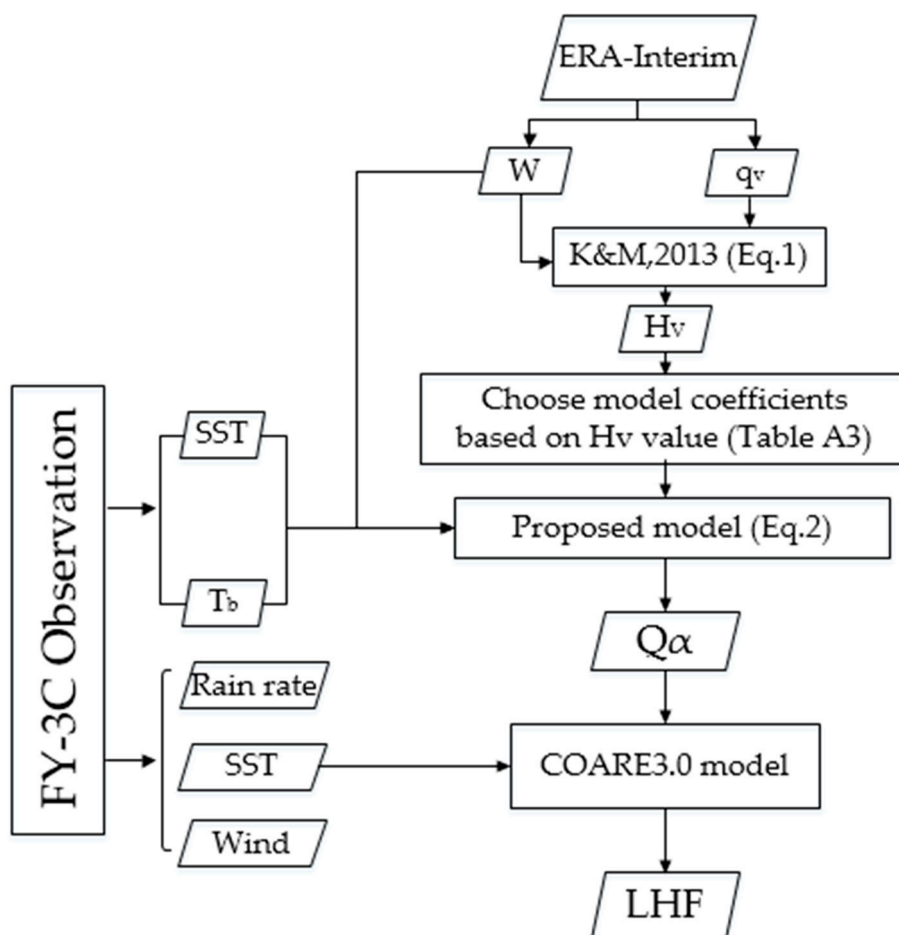 ERA-Interim
W
qv
K&M,2013 (Eq.1)
Hv
Choose model coefficients
based on Hv value (Table A3)
FY-3C Observation
SST
Tb
Proposed model (Eq.2)
Qα
Rain rate
SST
Wind
COARE3.0 model
LHF